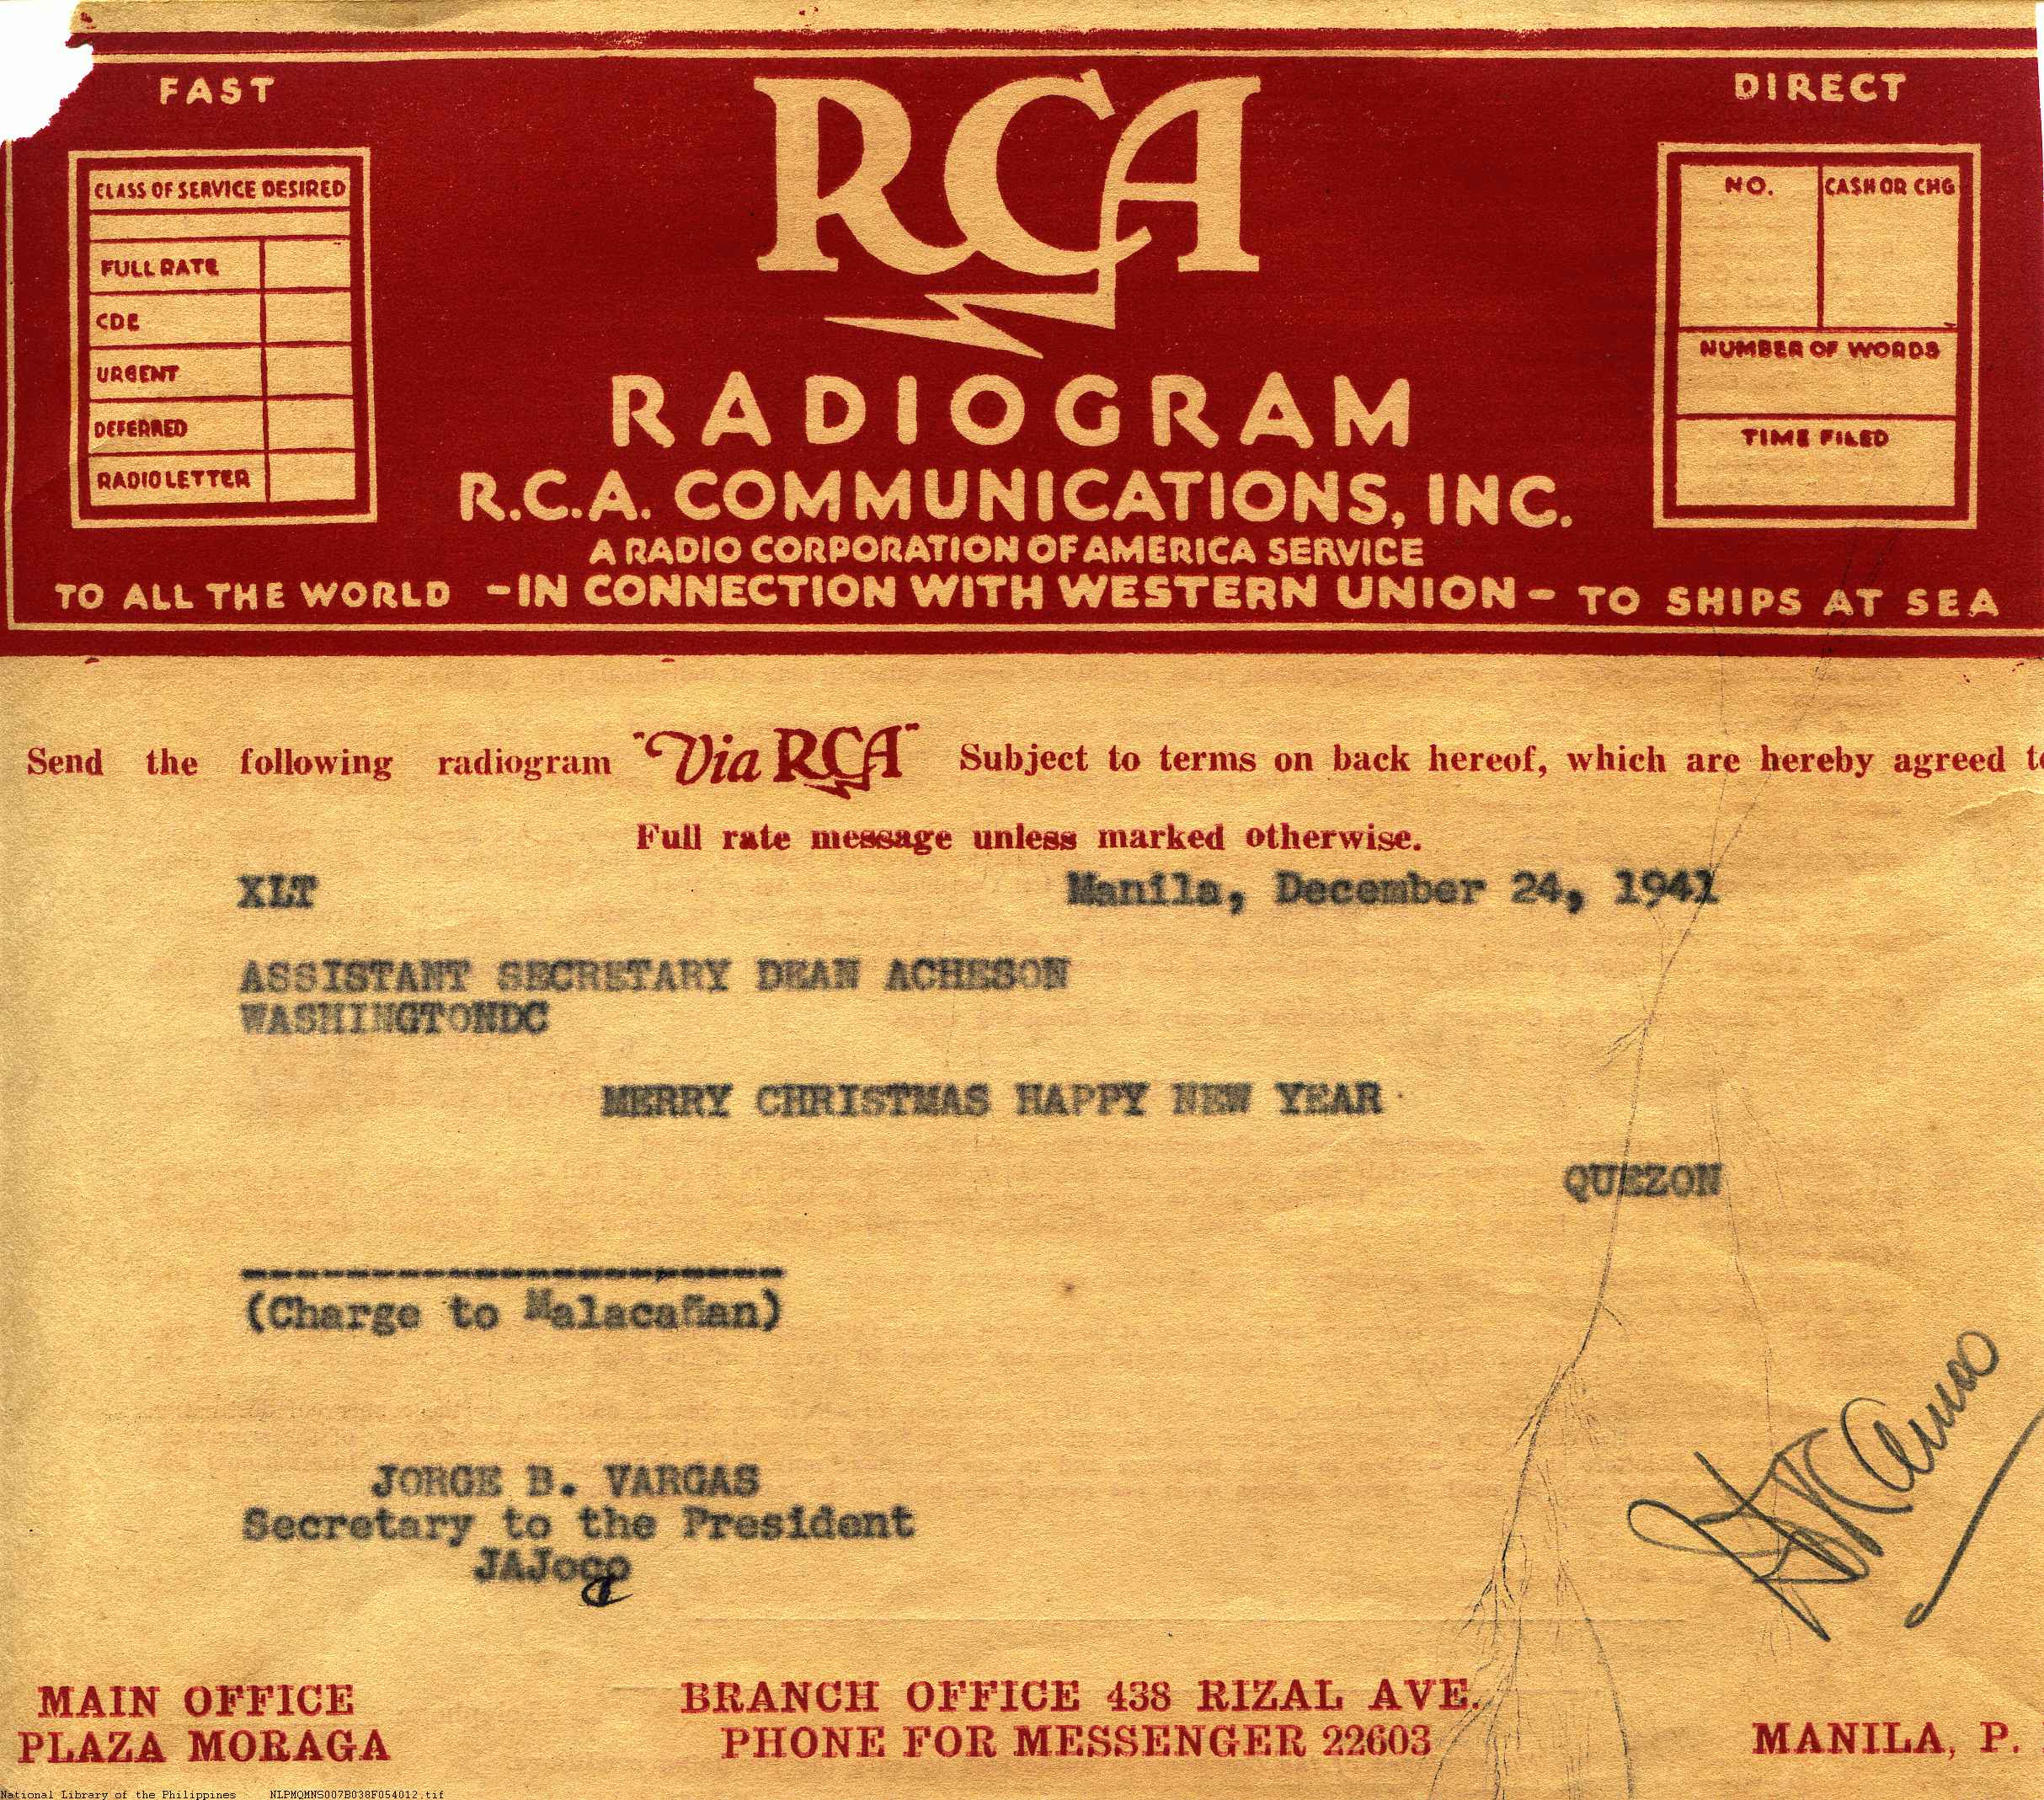 FAST
DIRECT
RCA
CLASS OF SERVICE DESIRED
FULL RATE
CDE
URGENT
DEFERRED
RADIOLETTER
NO.
CASH OR CHG
NUMBER OF WORDS
TIME FILED
RADIOGRAM
R.C.A. COMMUNICATIONS, INC.
A RADIO CORPORATION OF AMERICA SERVICE
TO ALL THE WORLD -IN CONNECTION WITH WESTERN UNION- TO SHIPS AT SEA
Send the following radiogram "Via RCA" Subject to terms on back hereof, which are hereby agreed
Full rate message unless marked otherwise.
XLT Manila, December 24, 1941
ASSISTANT SECRETARY DEAN ACHESON
WASHINGTONDC
MERRY CHRISTMAS HAPPY NEW YEAR
QUEZON
(Charge to Malacañan)
JORGE B. VARGAS
Secretary to the President
JAJoco
MAIN OFFICE
PLAZA MORAGA
BRANCH OFFICE 438 RIZAL AVE.
PHONE FOR MESSENGER 22603
MANILA, P.
National Library of the Philippines NLPMQMNS007B038F054012.tif